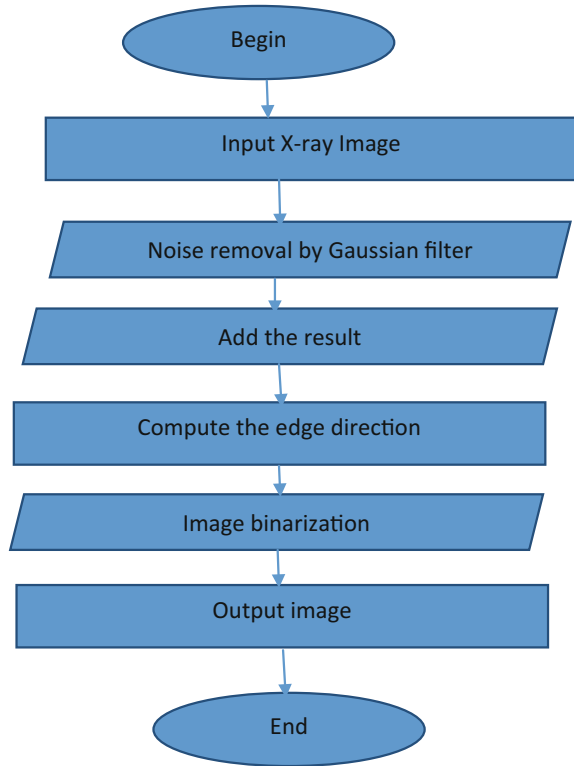 Begin
Input X-ray Image
Noise removal by Gaussian filter
Add the result
Compute the edge direction
Image binarization
Output image
End